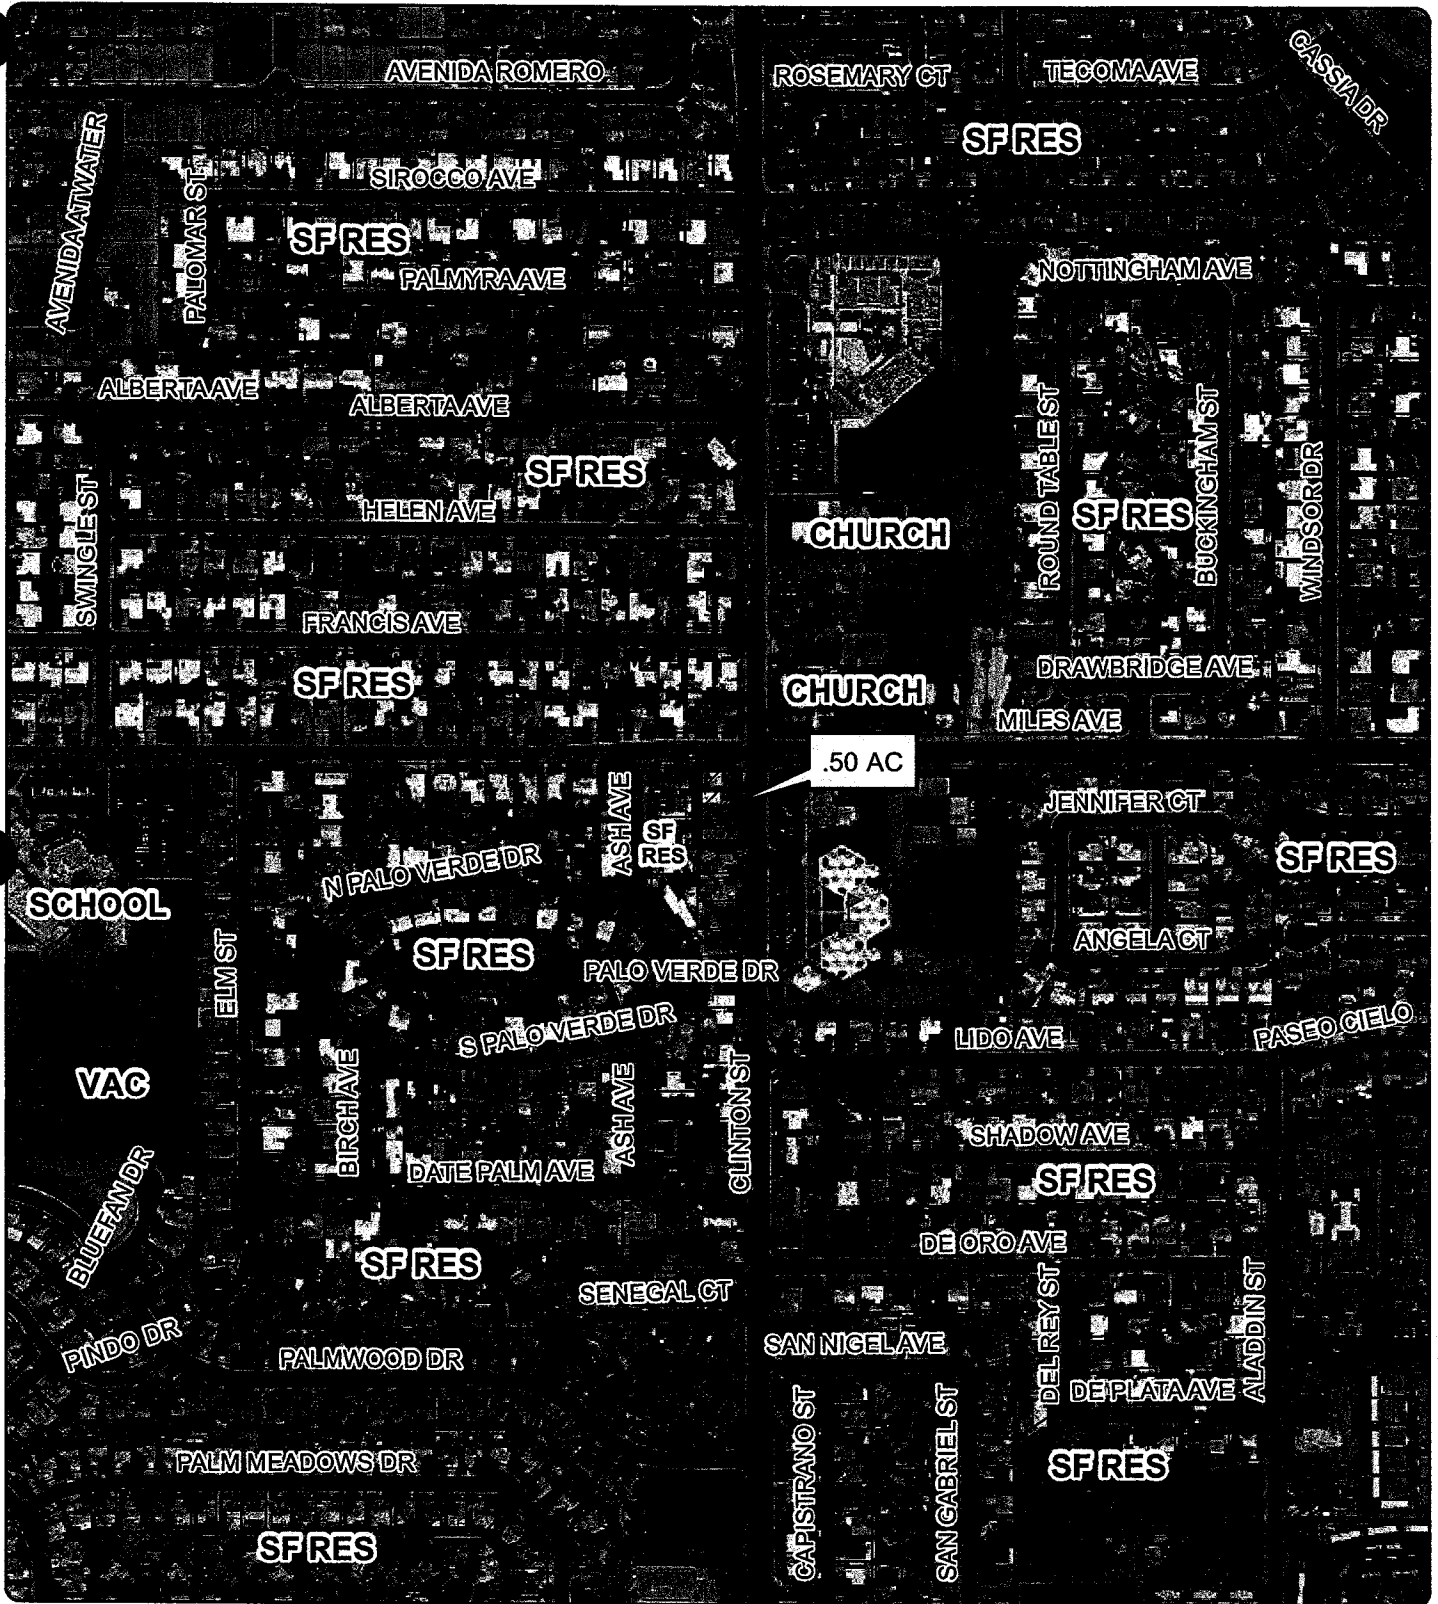 AVENIDA ROMERO
ROSEMARY CT
TECOMA AVE
CASSIA DR
SF RES
AVENIDA ATWATER
PALOMAR ST
SIROCCO AVE
SF RES
PALMYRA AVE
NOTTINGHAM AVE
ALBERTA AVE
ALBERTA AVE
ROUND TABLE ST
BUCKINGHAM ST
WINDSOR DR
SF RES
SWINGLE ST
HELEN AVE
CHURCH
SF RES
FRANCIS AVE
SF RES
DRAWBRIDGE AVE
CHURCH
MILES AVE
.50 AC
ASH AVE
JENNIFER CT
SF
RES
N PALO VERDE DR
SF RES
SCHOOL
SF RES
ANGELA CT
ELM ST
PALO VERDE DR
S PALO VERDE DR
LIDO AVE
PASEO CIELO
VAC
BIRCH AVE
ASH AVE
CLINTON ST
SHADOW AVE
DATE PALM AVE
SF RES
BLUEFAN DR
DE ORO AVE
SF RES
SENEGAL CT
DEL REY ST
ALADDIN ST
PINDO DR
PALMWOOD DR
SAN NIGEL AVE
DE PLATA AVE
CAPISTRANO ST
SAN GABRIEL ST
PALM MEADOWS DR
SF RES
SF RES